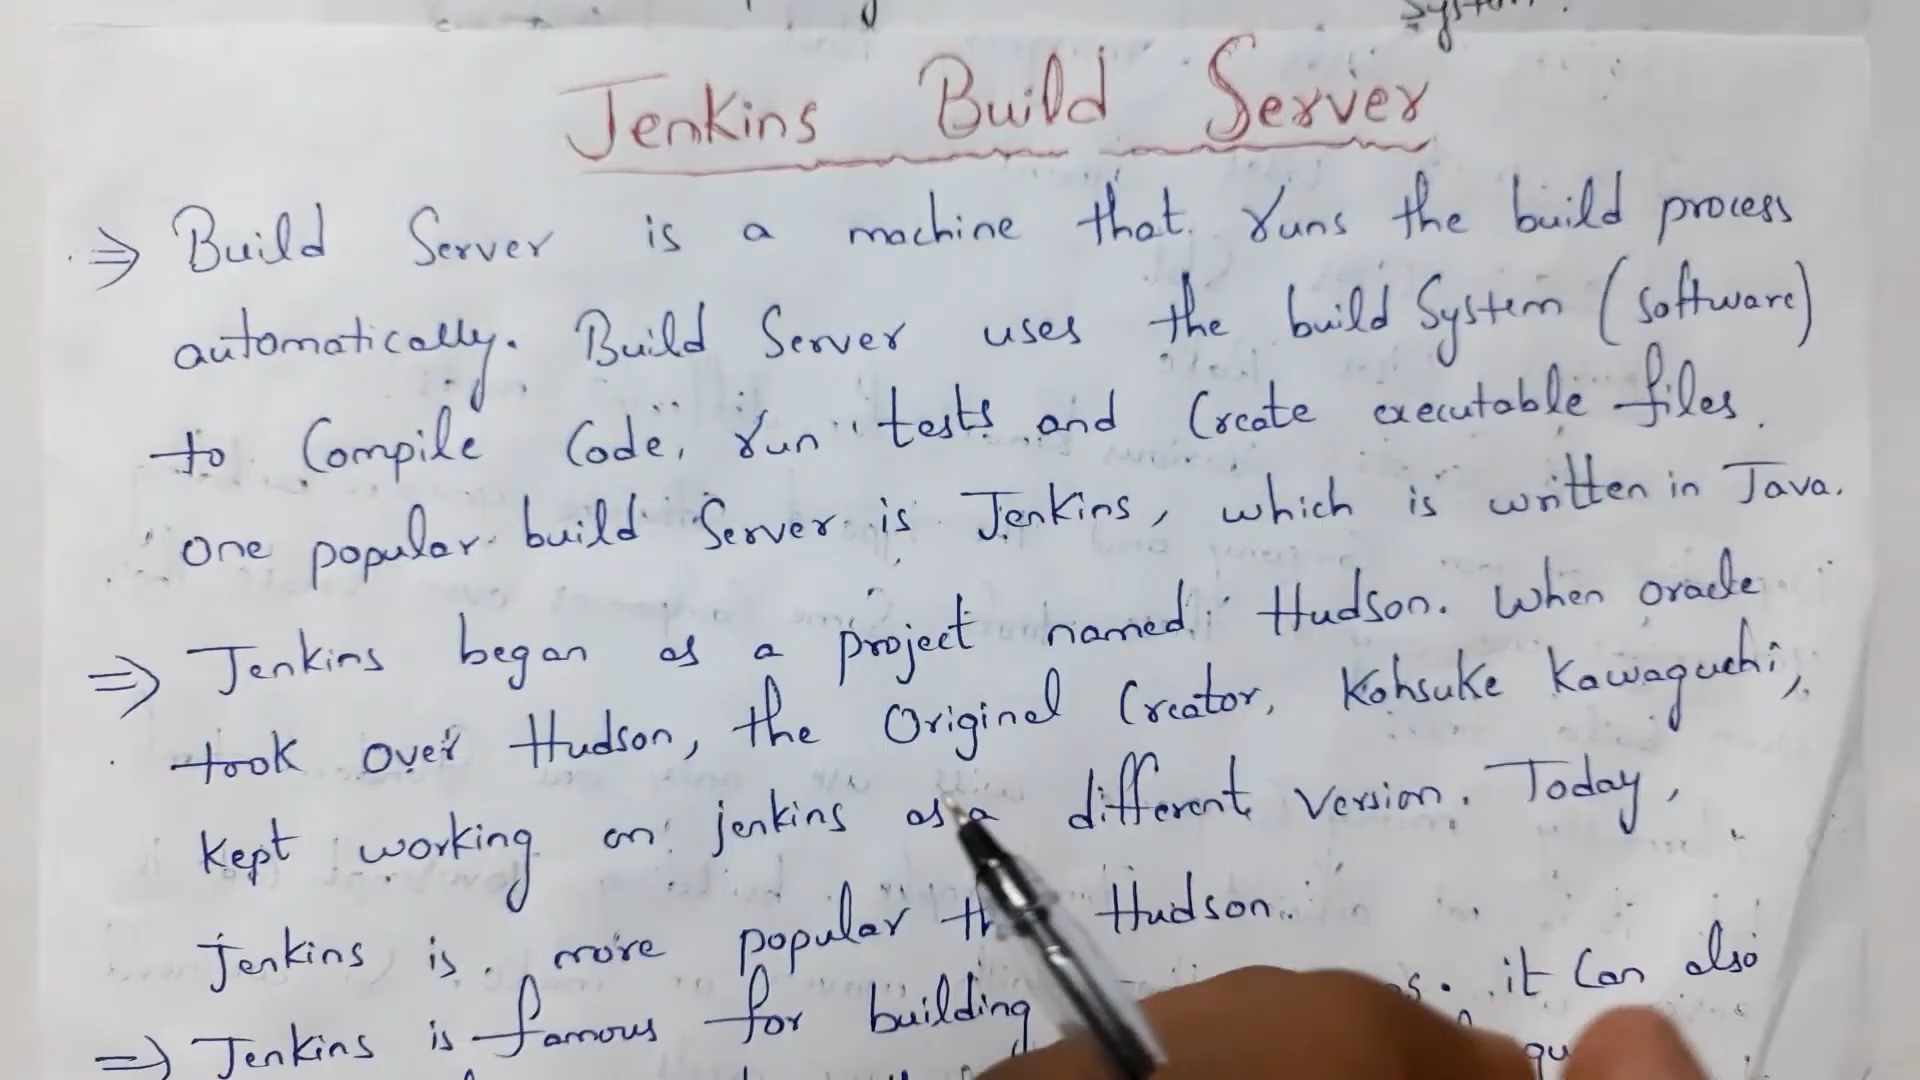 System.
Jenkins Build Server
⇒ Build Server is a machine that runs the build process
automatically. Build Server uses the build System (software)
to Compile Code, run tests and Create executable files.
One popular build Server is Jenkins, which is written in Java.
⇒ Jenkins began as a project named Hudson. When oracle
took over Hudson, the Original Creator, Kohsuke Kawaguchi,
kept working on jenkins as a different version. Today,
jenkins is more popular Hudson.
⇒ Jenkins is famous for building it Can also